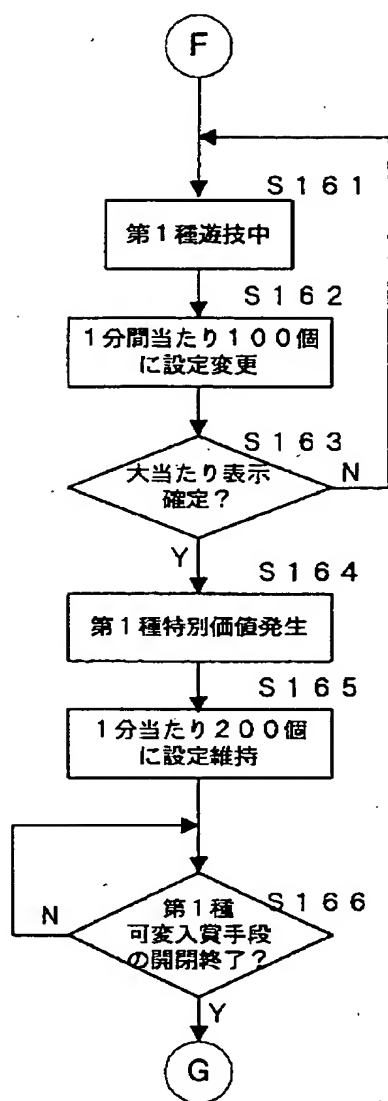 F
S161
第1種遊技中
S162
1分間当たり100個
に設定変更
S163
大当たり表示
確定?
N
Y
S164
第1種特別価値発生
S165
1分当たり200個
に設定維持
S166
第1種
可変入賞手段
の開閉終了?
N
Y
G